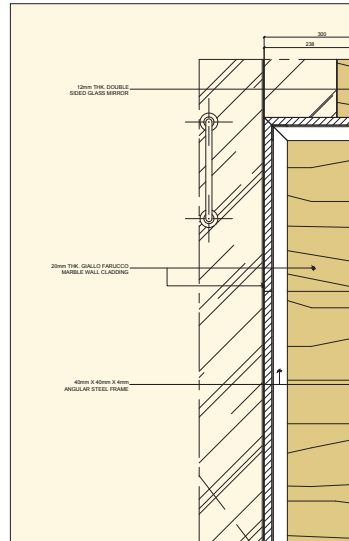 300
238
12mm THK. DOUBLE
SIDED GLASS MIRROR
20mm THK. GIALLO FARUCCO
MARBLE WALL CLADDING
40mm X 40mm X 4mm
ANGULAR STEEL FRAME